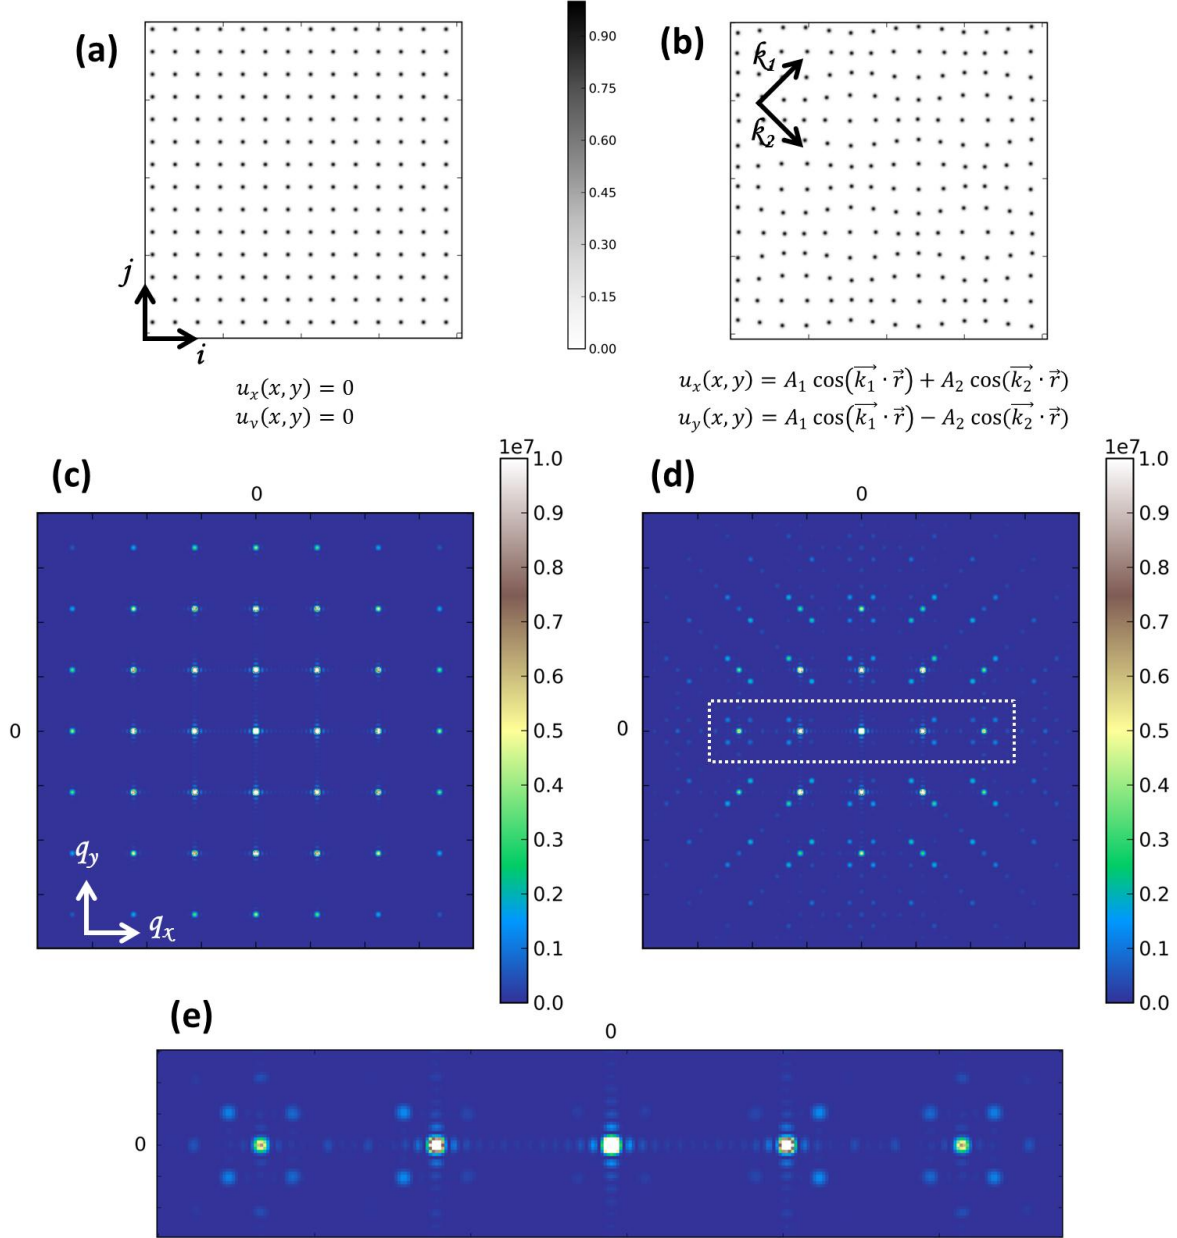 (a)
(b)
0.90
0.75
0.60
0.45
0.30
0.15
0.00
k₁
k₂
j
i
uₓ(x, y) = 0
uᵥ(x, y) = 0
uₓ(x, y) = A₁ cos(k₁⃗ · r⃗) + A₂ cos(k₂⃗ · r⃗)
u_y(x, y) = A₁ cos(k₁⃗ · r⃗) − A₂ cos(k₂⃗ · r⃗)
(c)
0
0
q_y
qₓ
1e7
1.0
0.9
0.8
0.7
0.6
0.5
0.4
0.3
0.2
0.1
0.0
(d)
0
0
1e7
1.0
0.9
0.8
0.7
0.6
0.5
0.4
0.3
0.2
0.1
0.0
(e)
0
0